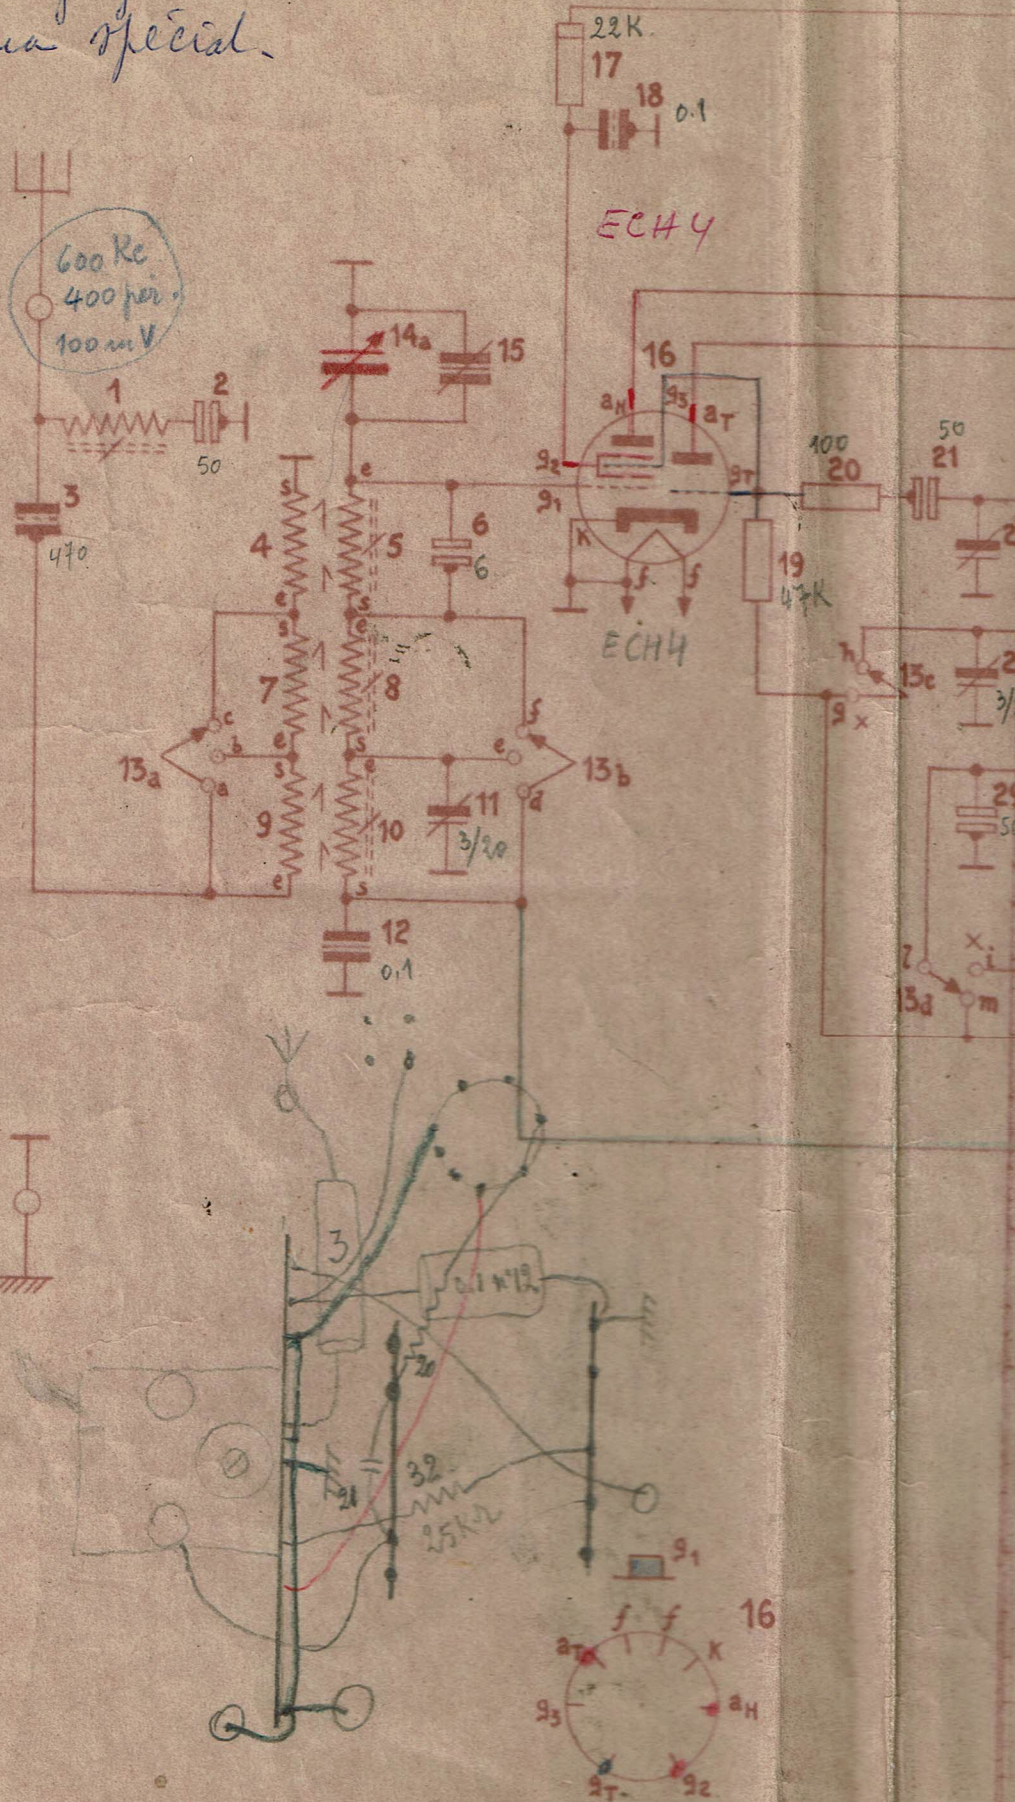 spécial.
22K.
17
18
0.1
ECH4
600 Kc
400 per.
100 mV
14a
15
16
1
2
50
aH
g3
aT
g2
g1
gT
K
f
f
ECH4
100
20
50
21
3
470
s
e
4
5
6
6
e
s
s
e
7
8
19
47K
h
13c
g
x
c
b
a
13a
f
e
d
13b
e
s
s
e
9
10
11
3/20
e
s
12
0,1
29
x
i
l
13d
m
3
0.1 n°12
20
21
32
25KΩ
g1
16
f
f
aT
K
g3
aH
gT
g2